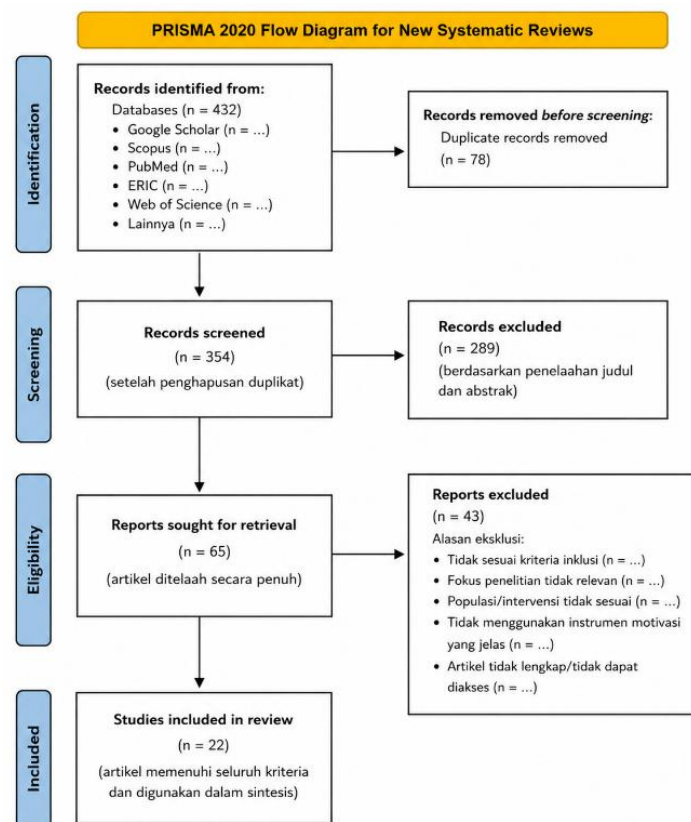 PRISMA 2020 Flow Diagram for New Systematic Reviews
Identification
Records identified from:
Databases (n = 432)
• Google Scholar (n = ...)
• Scopus (n = ...)
• PubMed (n = ...)
• ERIC (n = ...)
• Web of Science (n = ...)
• Lainnya (n = ...)
Records removed before screening:
Duplicate records removed
(n = 78)
Screening
Records screened
(n = 354)
(setelah penghapusan duplikat)
Records excluded
(n = 289)
(berdasarkan penelaahan judul
dan abstrak)
Eligibility
Reports sought for retrieval
(n = 65)
(artikel ditelaah secara penuh)
Reports excluded
(n = 43)
Alasan eksklusi:
• Tidak sesuai kriteria inklusi (n = ...)
• Fokus penelitian tidak relevan (n = ...)
• Populasi/intervensi tidak sesuai (n = ...)
• Tidak menggunakan instrumen motivasi
yang jelas (n = ...)
• Artikel tidak lengkap/tidak dapat
diakses (n = ...)
Included
Studies included in review
(n = 22)
(artikel memenuhi seluruh kriteria
dan digunakan dalam sintesis)